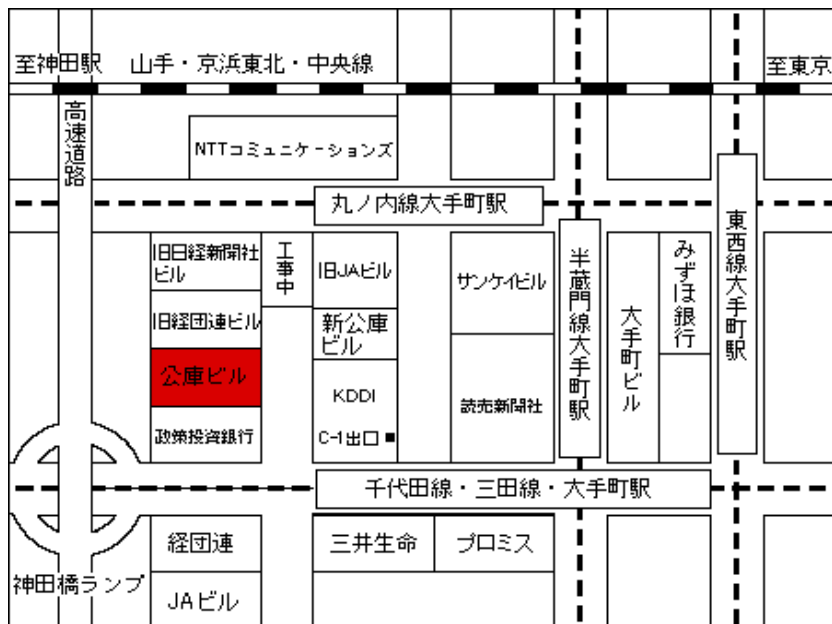 至神田駅
山手・京浜東北・中央線
至東京
高速道路
NTTコミュニケーションズ
丸ノ内線大手町駅
東西線大手町駅
旧日経新聞社
ビル
工事中
旧JAビル
サンケイビル
半蔵門線大手町駅
大手町ビル
みずほ銀行
旧経団連ビル
新公庫
ビル
公庫ビル
KDDI
読売新聞社
政策投資銀行
C-1出口■
千代田線・三田線・大手町駅
経団連
三井生命
プロミス
神田橋ランプ
JAビル